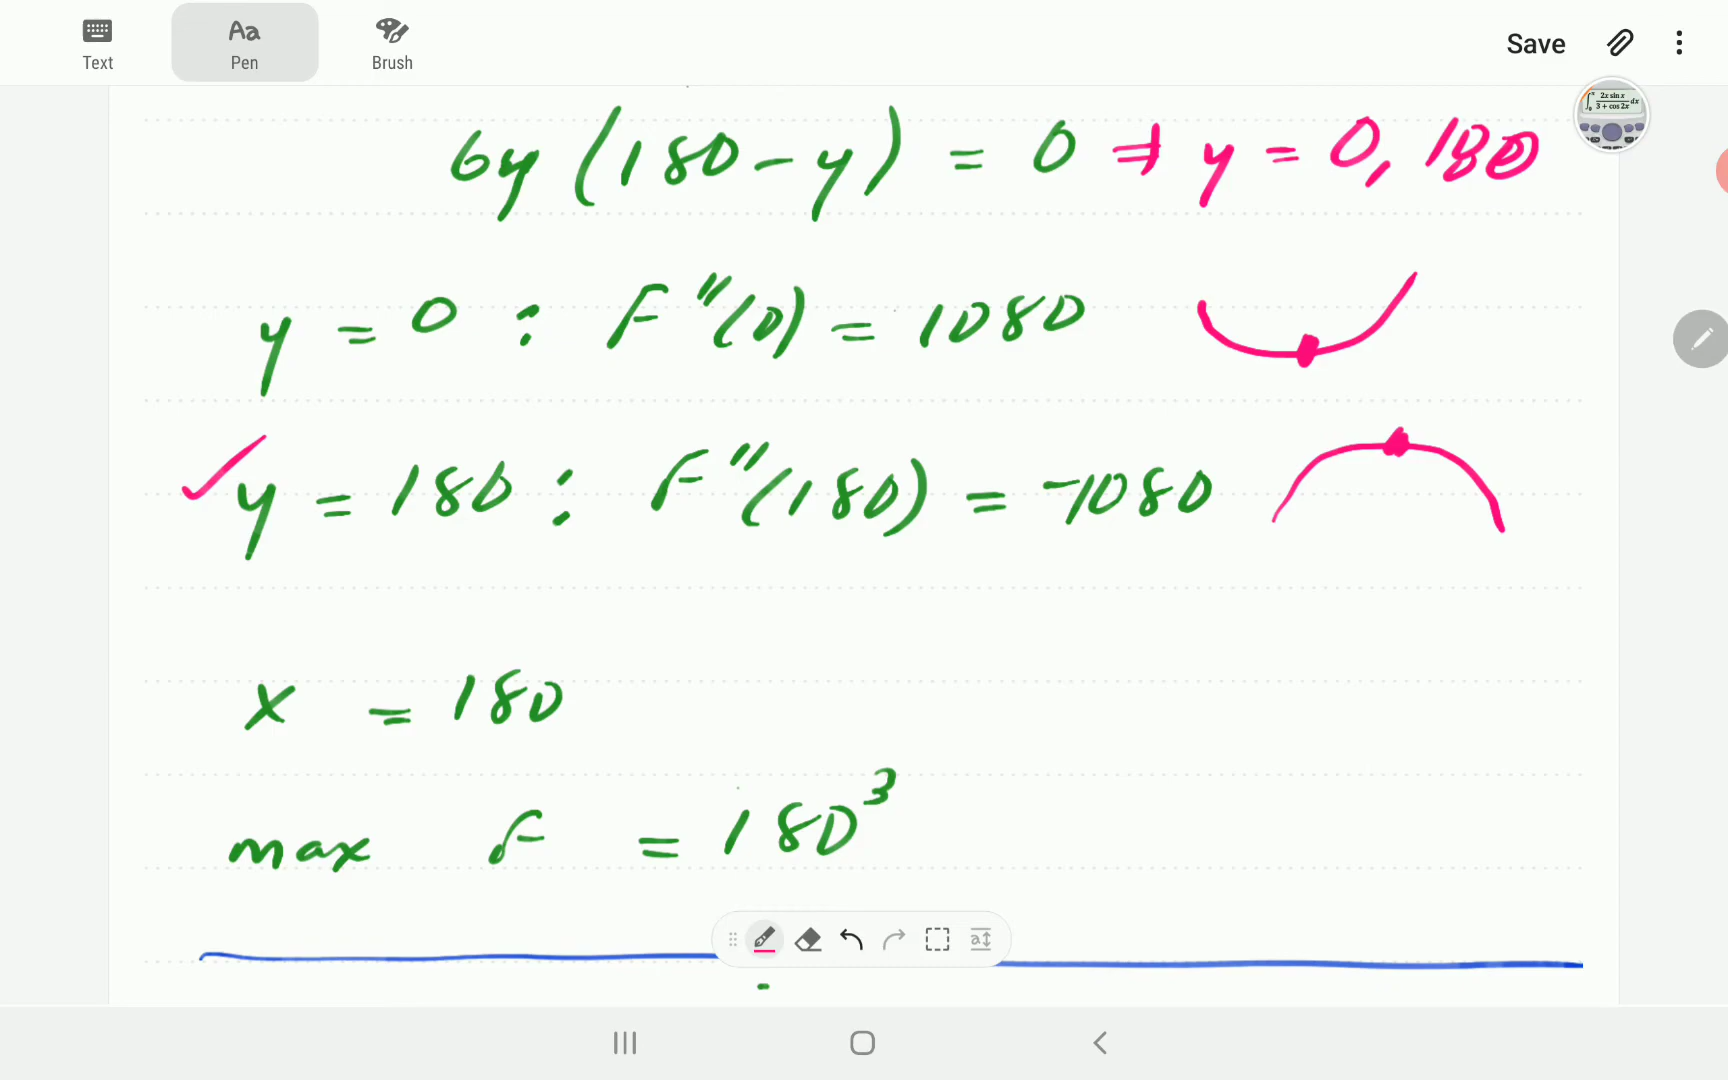 Text
Pen
Brush
Save
6y (180 - y) = 0 ⇒ y = 0, 180
y = 0 : F''(0) = 1080
✓ y = 180 : F''(180) = -1080
x = 180
max F = 180³